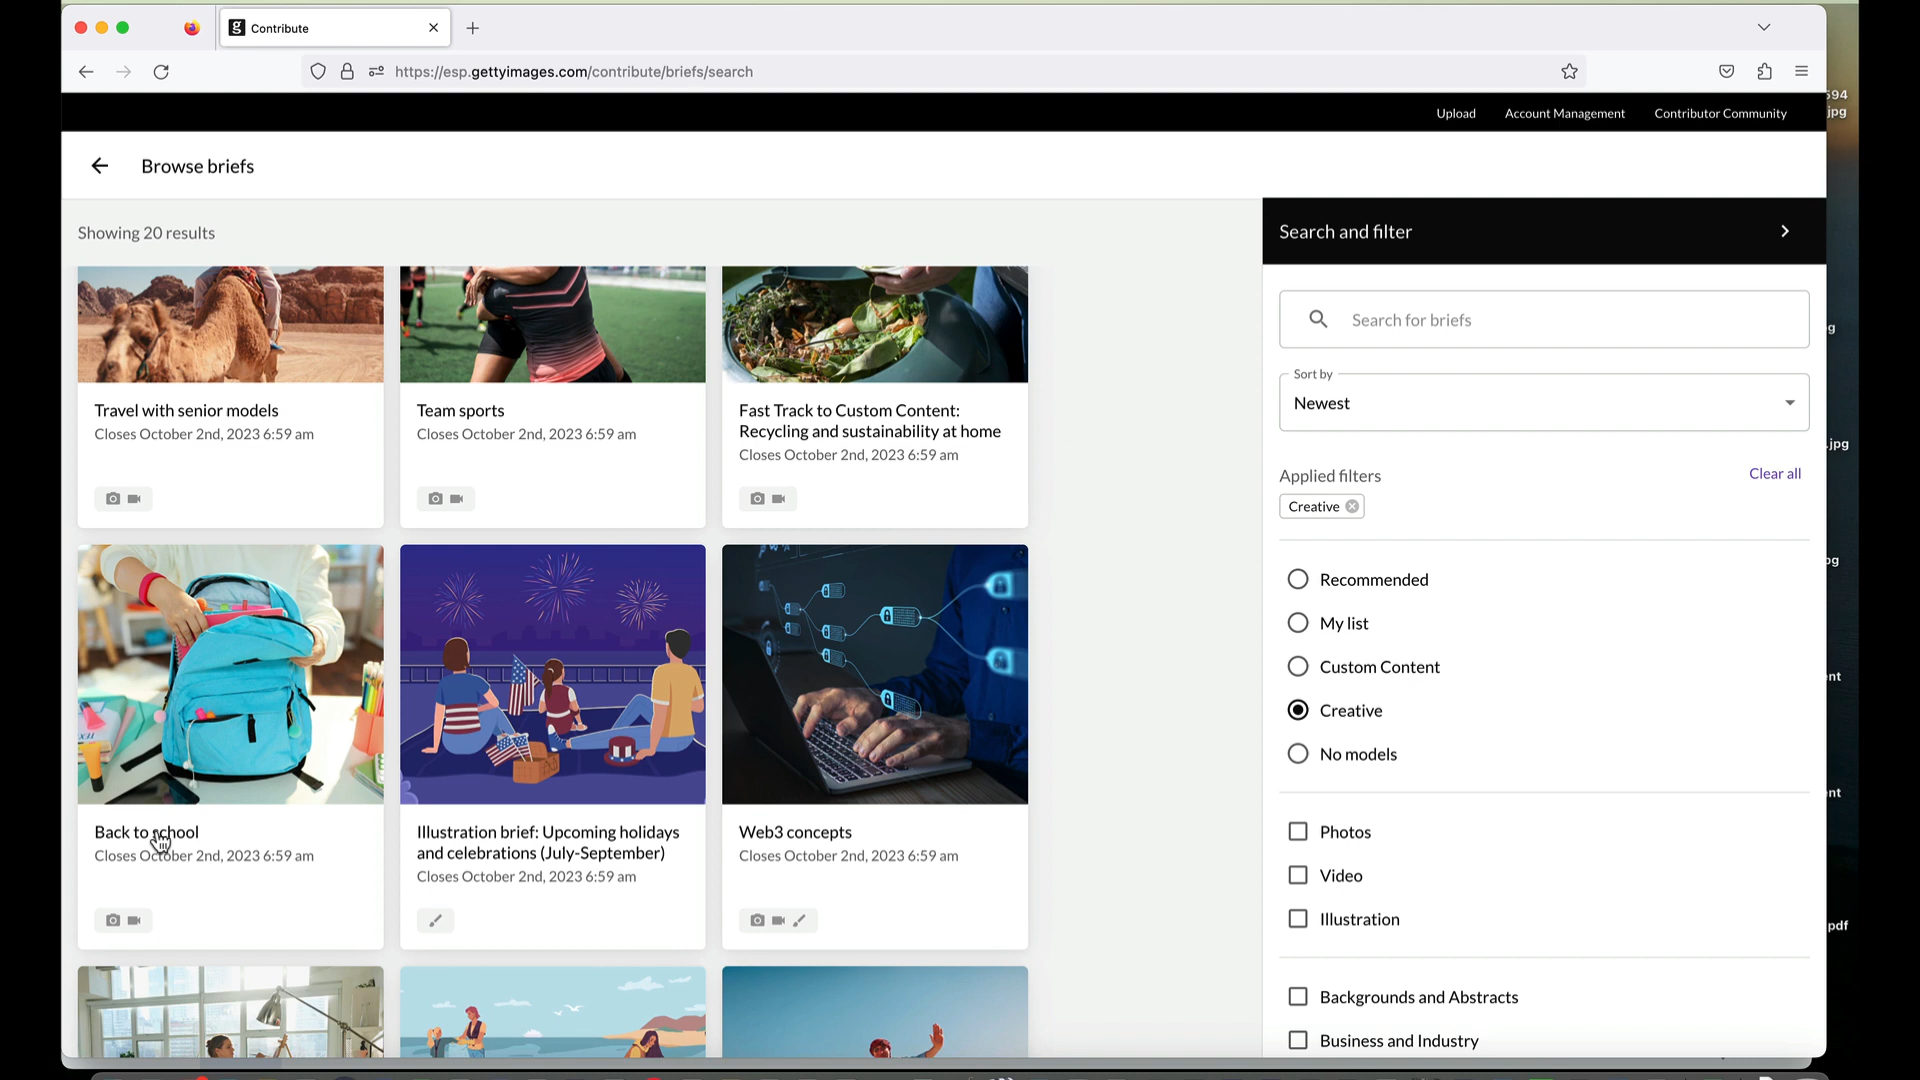 Contribute
https://esp.gettyimages.com/contribute/briefs/search
594
jpg
Upload Account Management Contributor Community
Browse briefs
Showing 20 results
Search and filter
Search for briefs
Sort by
Newest
Applied filters
Clear all
Creative
Travel with senior models
Closes October 2nd, 2023 6:59 am
Team sports
Closes October 2nd, 2023 6:59 am
Fast Track to Custom Content:
Recycling and sustainability at home
Closes October 2nd, 2023 6:59 am
Recommended
My list
Custom Content
Creative
No models
Back to school
Closes October 2nd, 2023 6:59 am
Illustration brief: Upcoming holidays
and celebrations (July-September)
Closes October 2nd, 2023 6:59 am
Web3 concepts
Closes October 2nd, 2023 6:59 am
Photos
Video
Illustration
Backgrounds and Abstracts
Business and Industry
.jpg
pdf